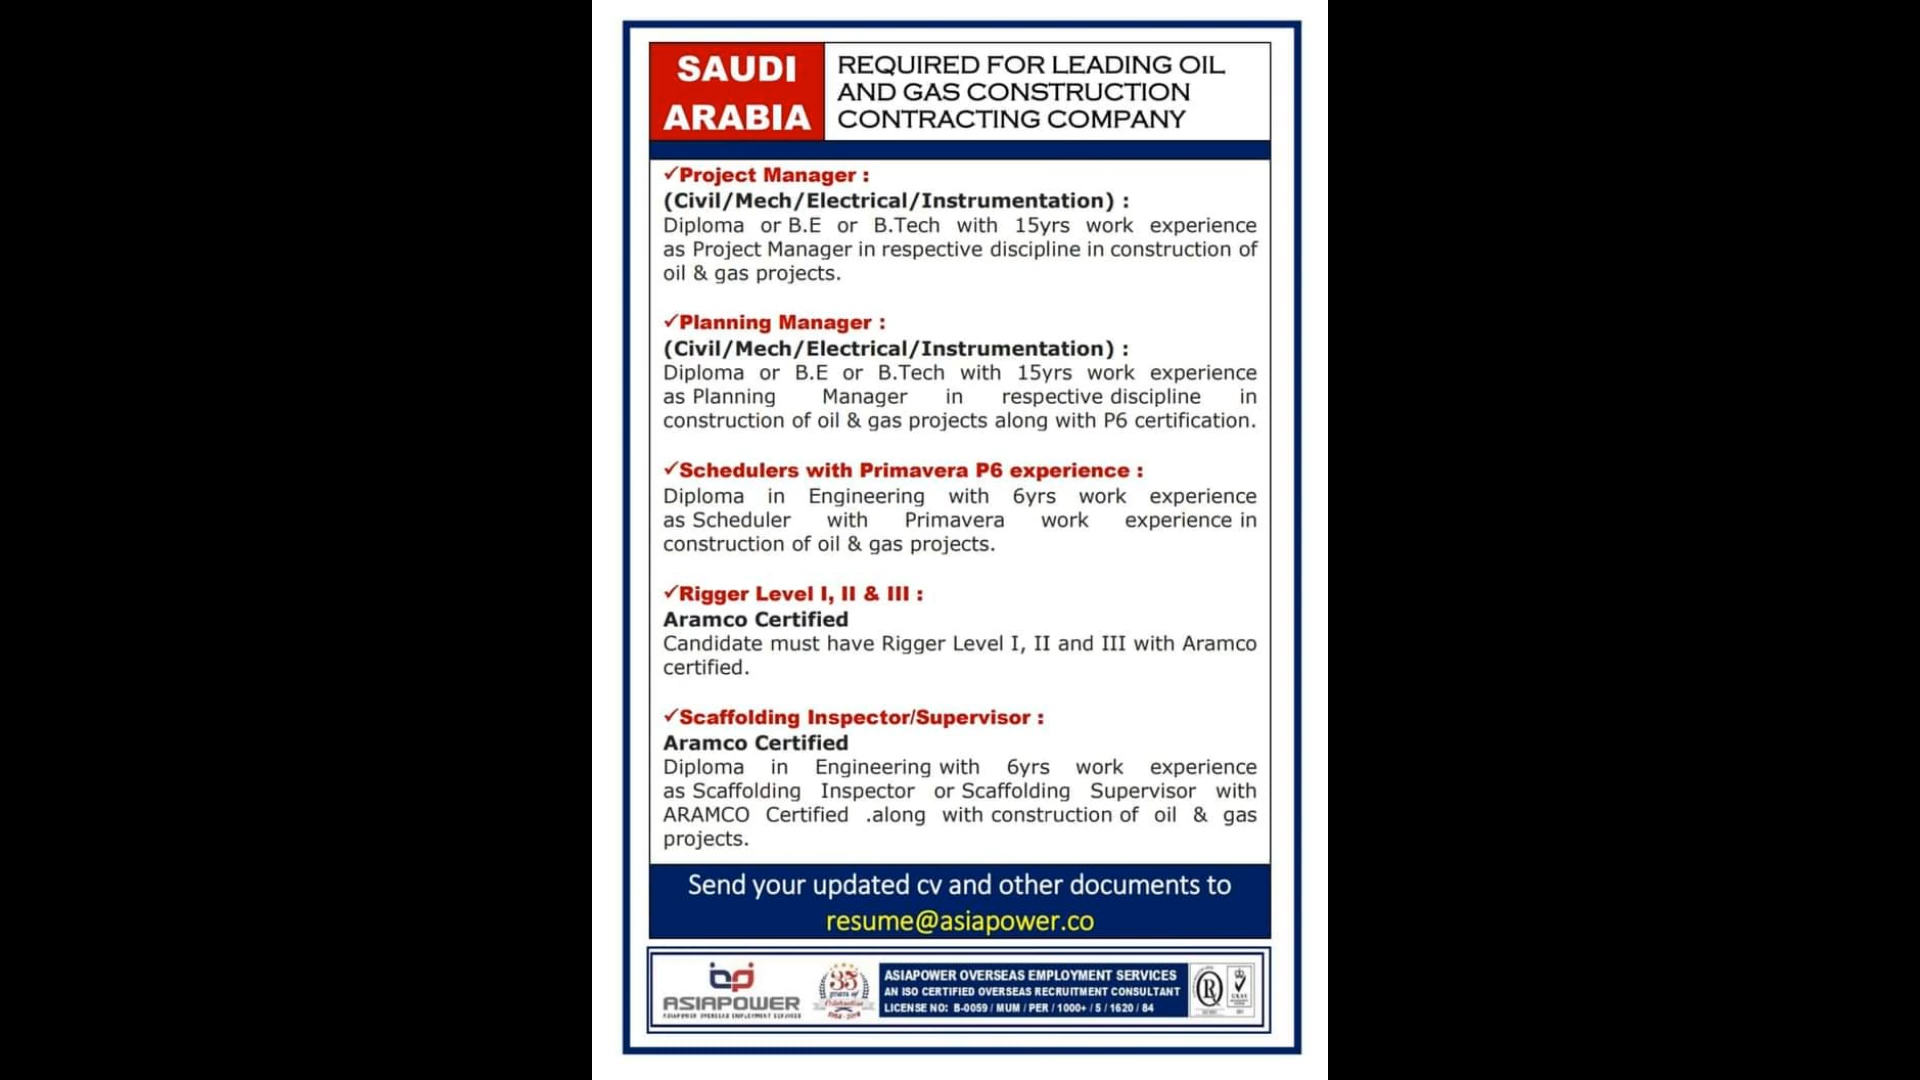 SAUDI
ARABIA
REQUIRED FOR LEADING OIL
AND GAS CONSTRUCTION
CONTRACTING COMPANY
✓Project Manager :
(Civil/Mech/Electrical/Instrumentation) :
Diploma or B.E or B.Tech with 15yrs work experience
as Project Manager in respective discipline in construction of
oil & gas projects.
✓Planning Manager :
(Civil/Mech/Electrical/Instrumentation) :
Diploma or B.E or B.Tech with 15yrs work experience
as Planning Manager in respective discipline in
construction of oil & gas projects along with P6 certification.
✓Schedulers with Primavera P6 experience :
Diploma in Engineering with 6yrs work experience
as Scheduler with Primavera work experience in
construction of oil & gas projects.
✓Rigger Level I, II & III :
Aramco Certified
Candidate must have Rigger Level I, II and III with Aramco
certified.
✓Scaffolding Inspector/Supervisor :
Aramco Certified
Diploma in Engineering with 6yrs work experience
as Scaffolding Inspector or Scaffolding Supervisor with
ARAMCO Certified .along with construction of oil & gas
projects.
Send your updated cv and other documents to
resume@asiapower.co
ASIAPOWER
ASIAPOWER OVERSEAS EMPLOYMENT SERVICES
35
years of
ASIAPOWER OVERSEAS EMPLOYMENT SERVICES
AN ISO CERTIFIED OVERSEAS RECRUITMENT CONSULTANT
LICENSE NO: B-0059 / MUM / PER / 1000+ / 5 / 1620 / 84
R